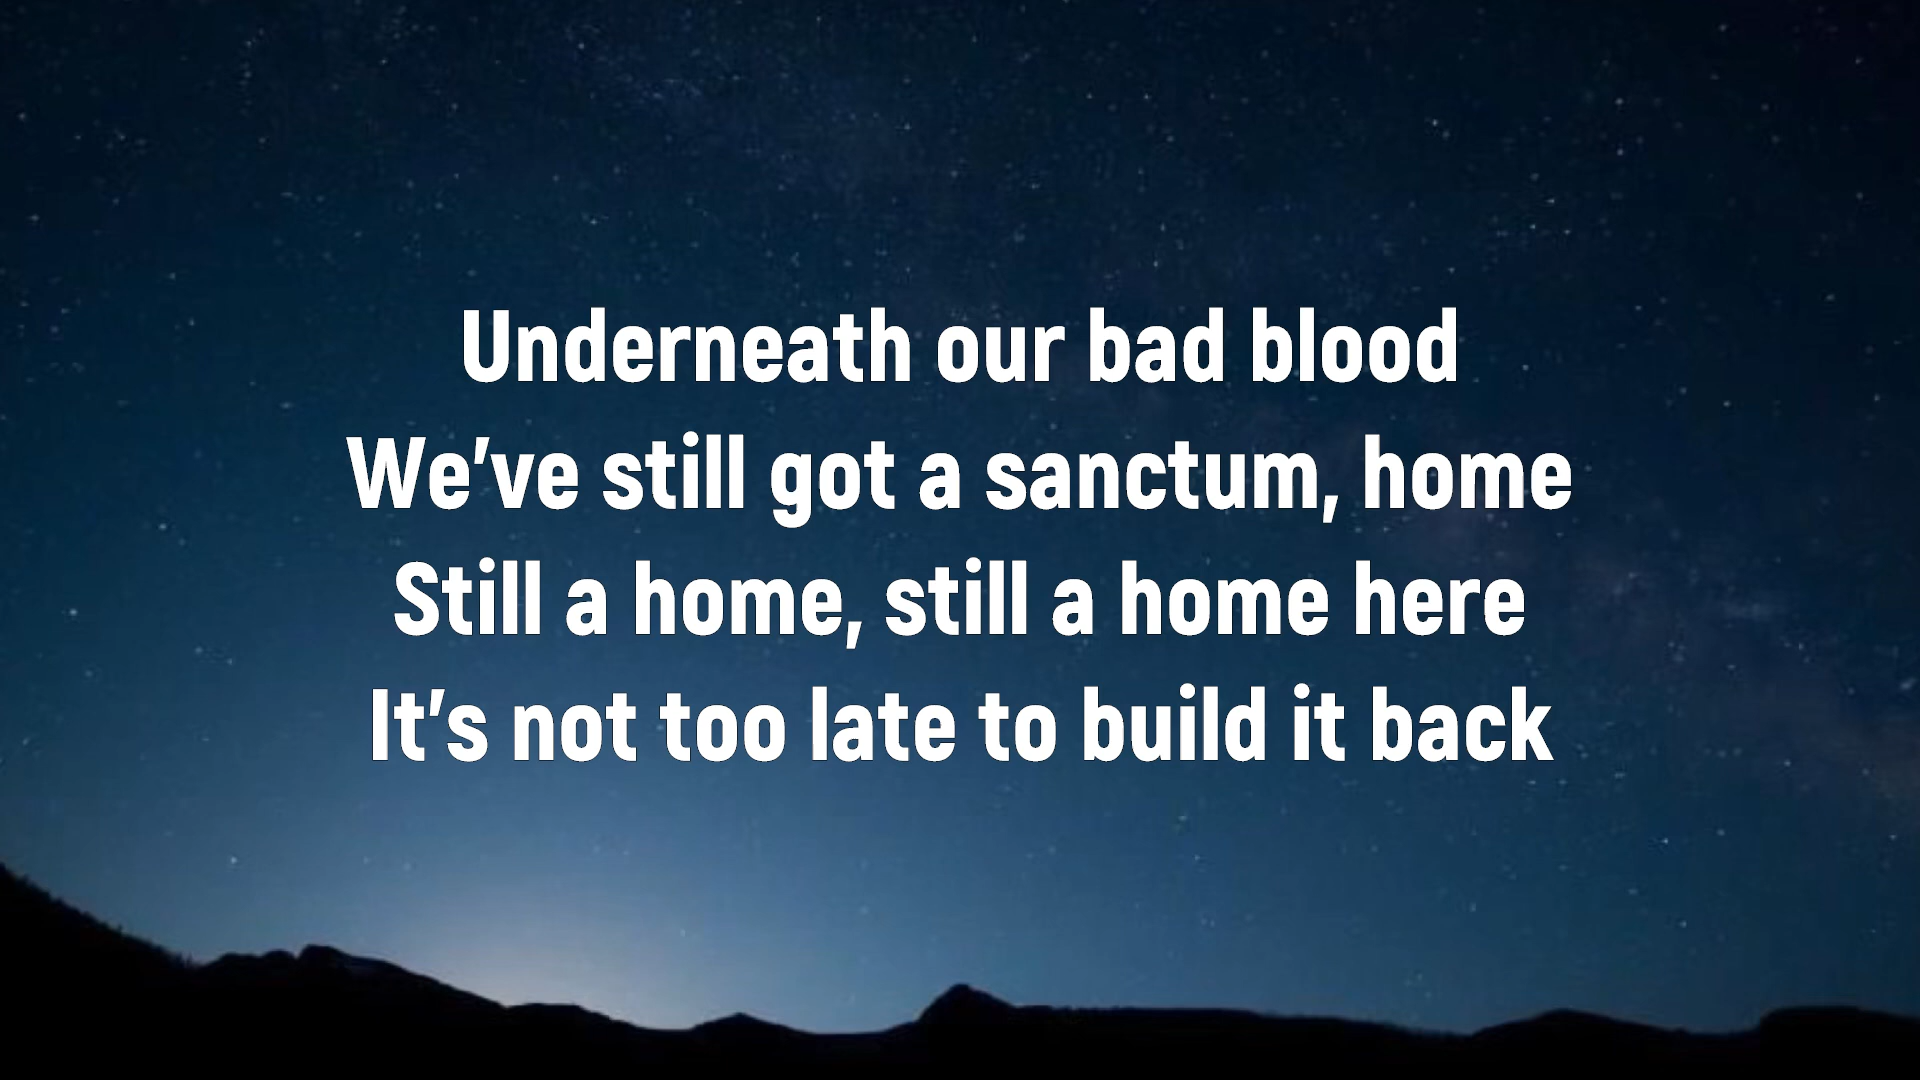 Underneath our bad blood
We've still got a sanctum, home
Still a home, still a home here
It's not too late to build it back